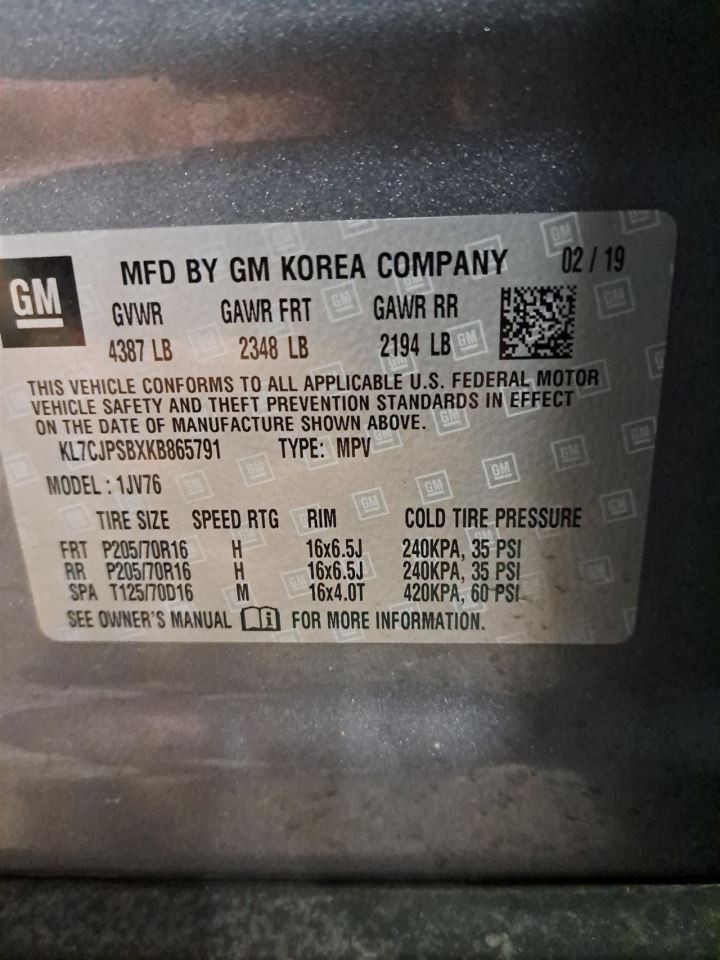 GM
MFD BY GM KOREA COMPANY 02 / 19
GVWR GAWR FRT GAWR RR
4387 LB 2348 LB 2194 LB
THIS VEHICLE CONFORMS TO ALL APPLICABLE U.S. FEDERAL MOTOR
VEHICLE SAFETY AND THEFT PREVENTION STANDARDS IN EFFECT
ON THE DATE OF MANUFACTURE SHOWN ABOVE.
KL7CJPSBXKB865791 TYPE: MPV
MODEL : 1JV76
TIRE SIZE SPEED RTG RIM COLD TIRE PRESSURE
FRT P205/70R16 H 16x6.5J 240KPA, 35 PSI
RR P205/70R16 H 16x6.5J 240KPA, 35 PSI
SPA T125/70D16 M 16x4.0T 420KPA, 60 PSI
SEE OWNER'S MANUAL FOR MORE INFORMATION.